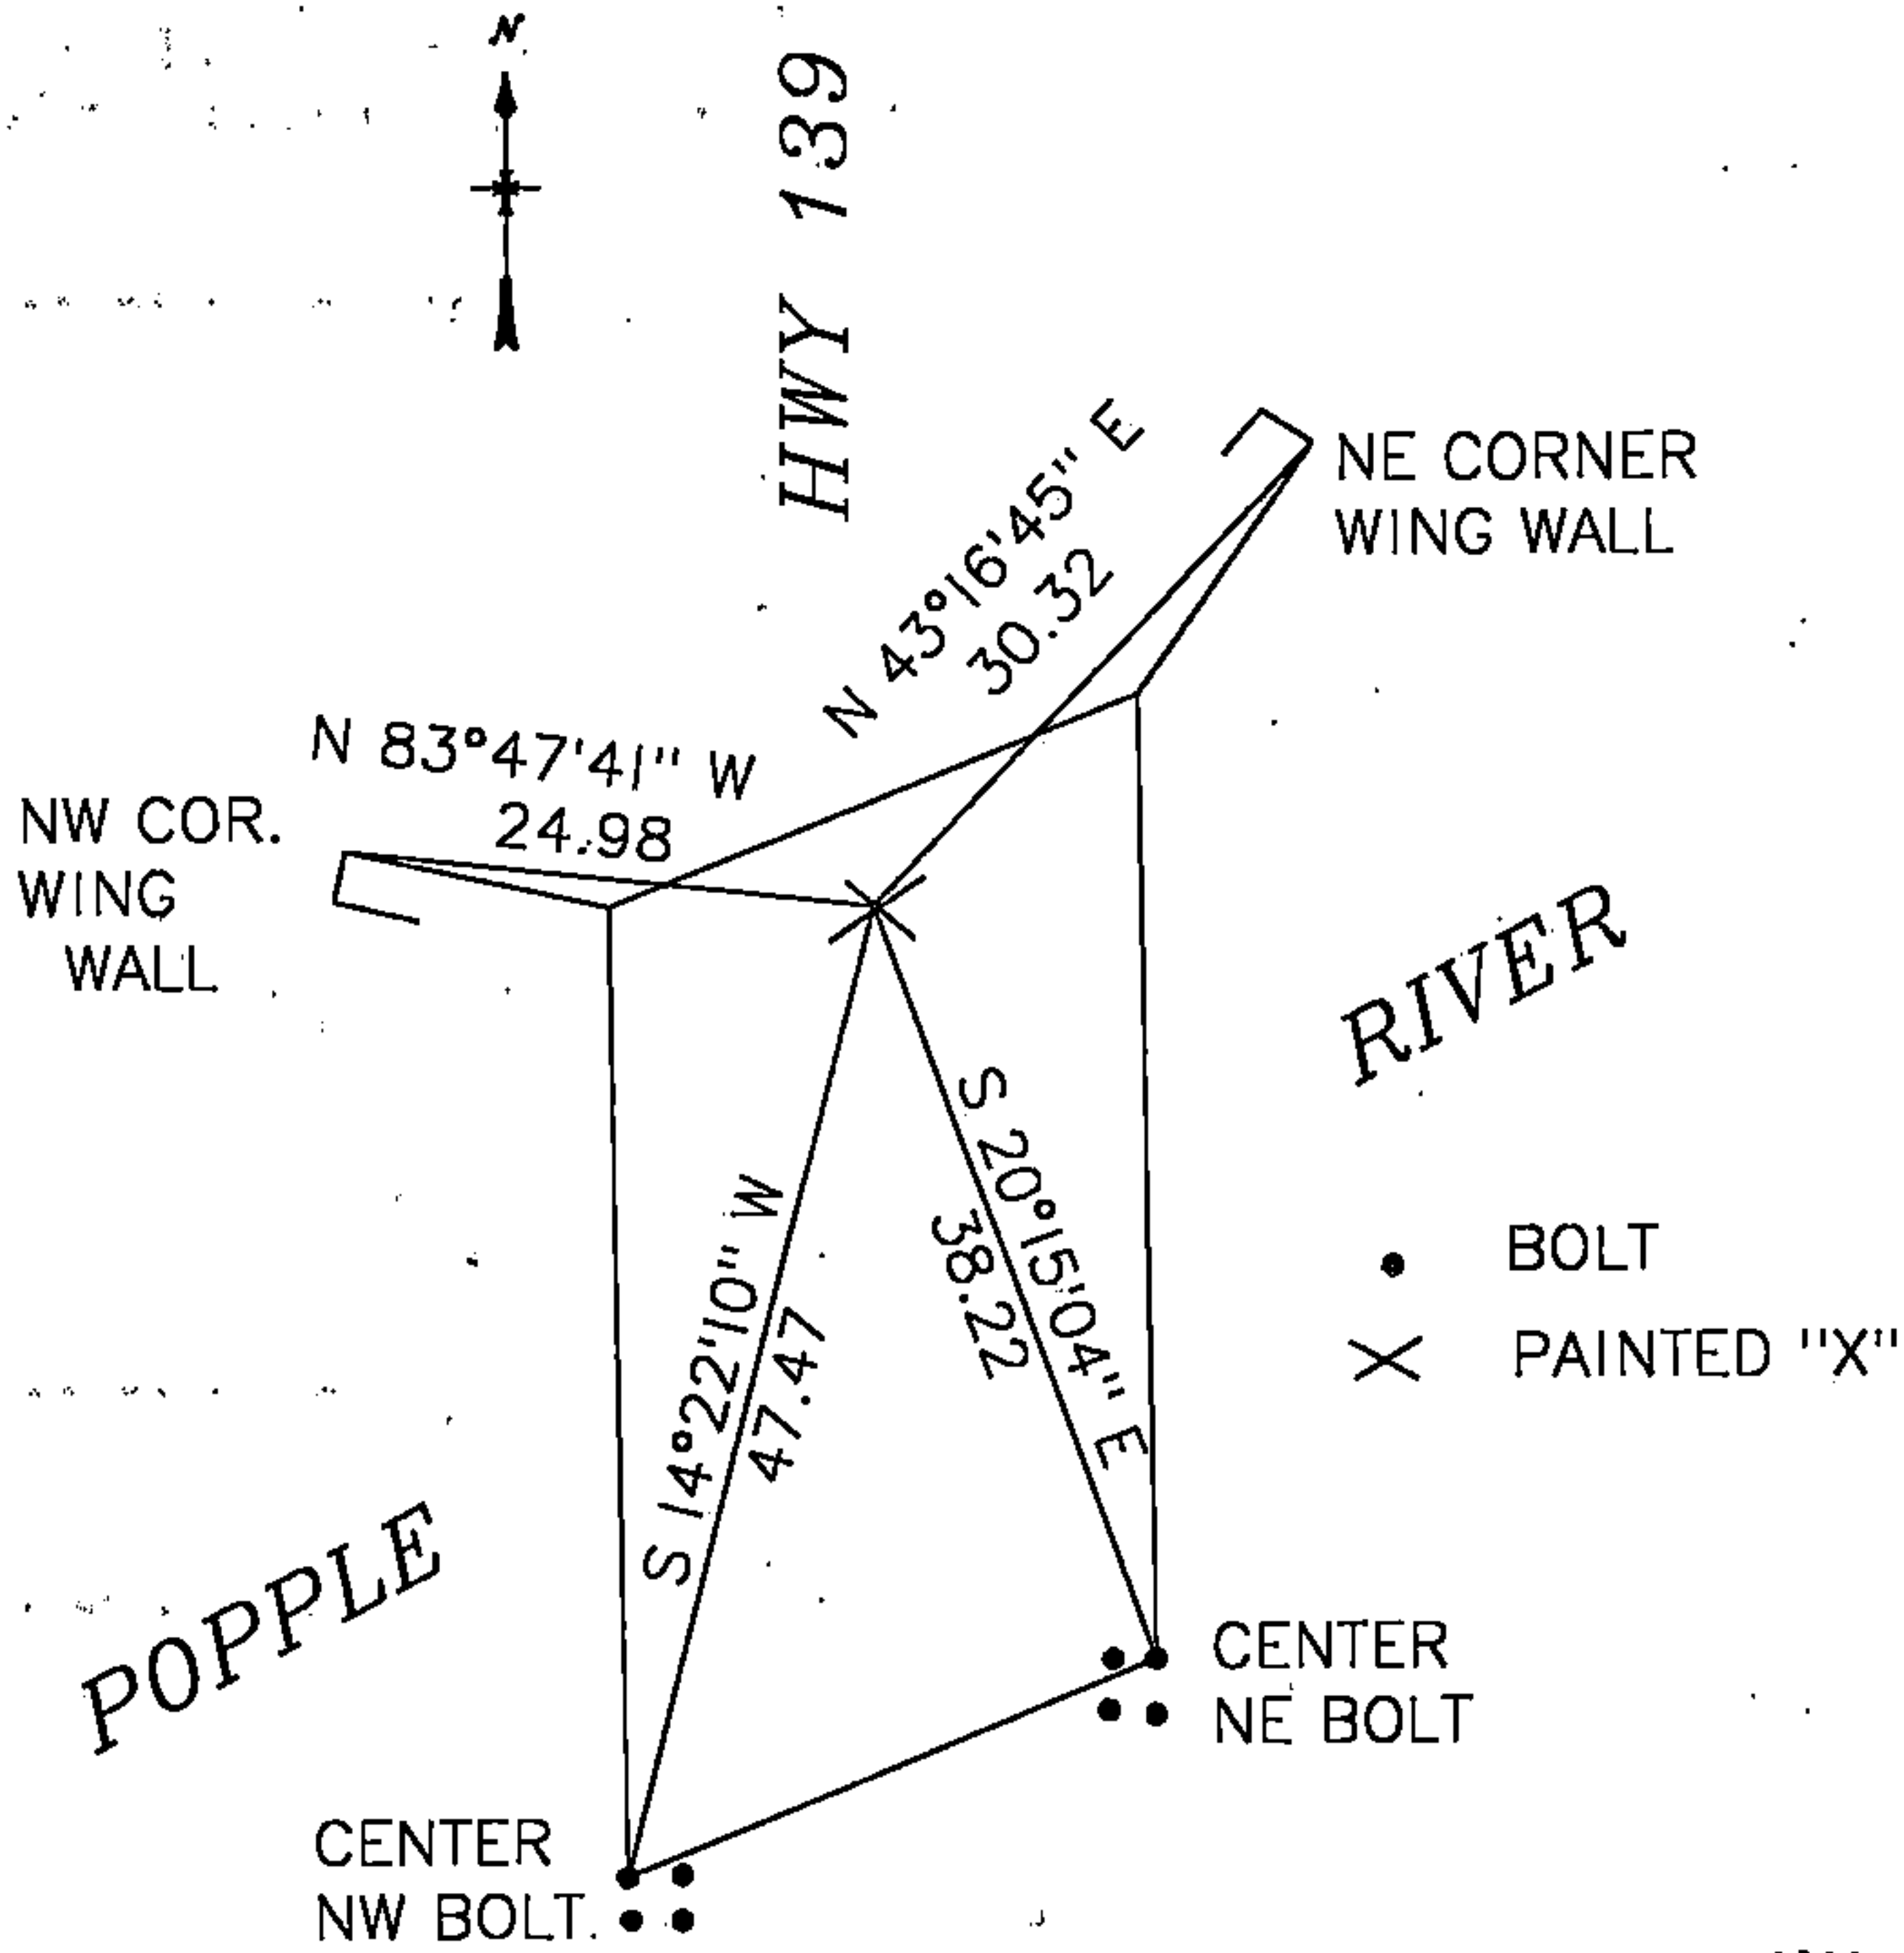 N
HWY 139
NE CORNER
WING WALL
N 43°16'45" E
30.32
N 83°47'41" W
24.98
NW COR.
WING
WALL
RIVER
S 20°15'04" E
38.22
S 14°22'10" W
47.47
BOLT
PAINTED "X"
POPPLE
CENTER
NE BOLT
CENTER
NW BOLT.